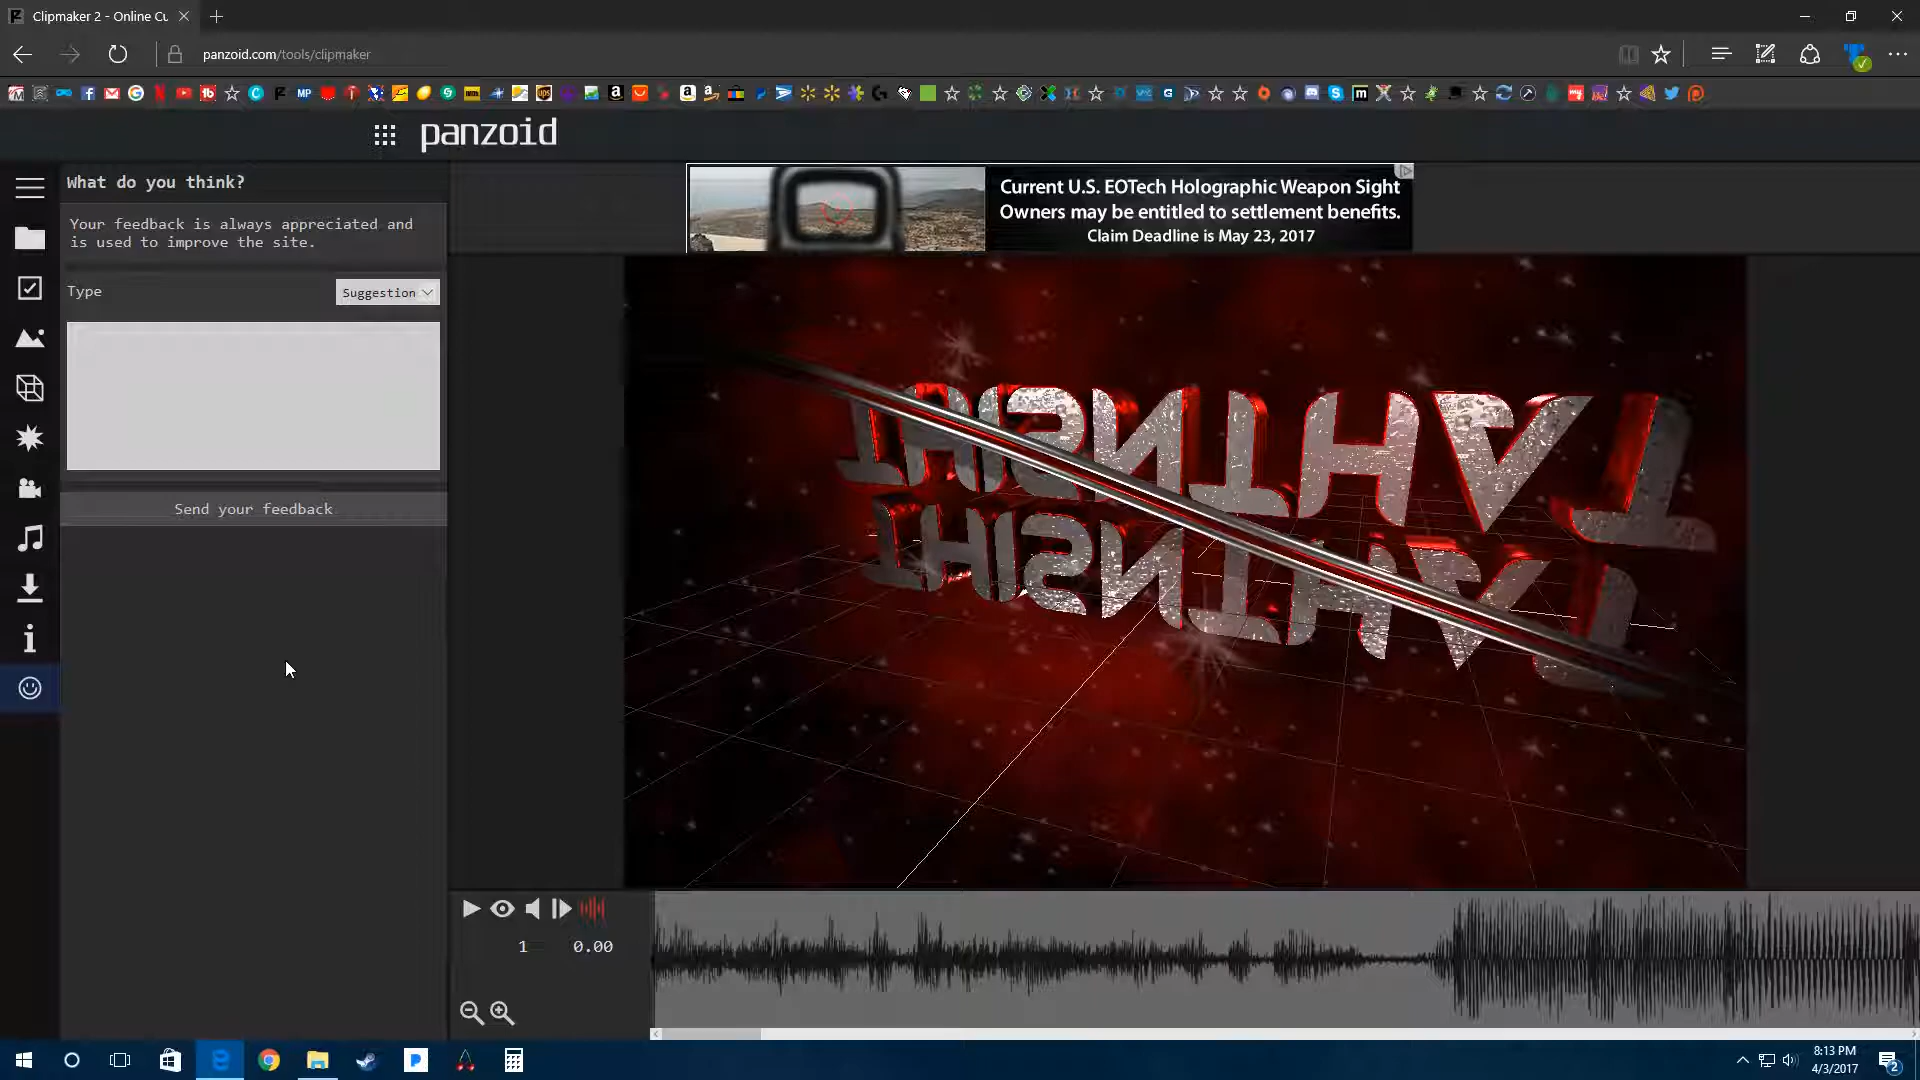 Clipmaker 2 - Online Cu
panzoid.com/tools/clipmaker
panzoid
What do you think?
Your feedback is always appreciated and
is used to improve the site.
Type
Suggestion
Send your feedback
Current U.S. EOTech Holographic Weapon Sight
Owners may be entitled to settlement benefits.
Claim Deadline is May 23, 2017
1
0.00
8:13 PM
4/3/2017
2